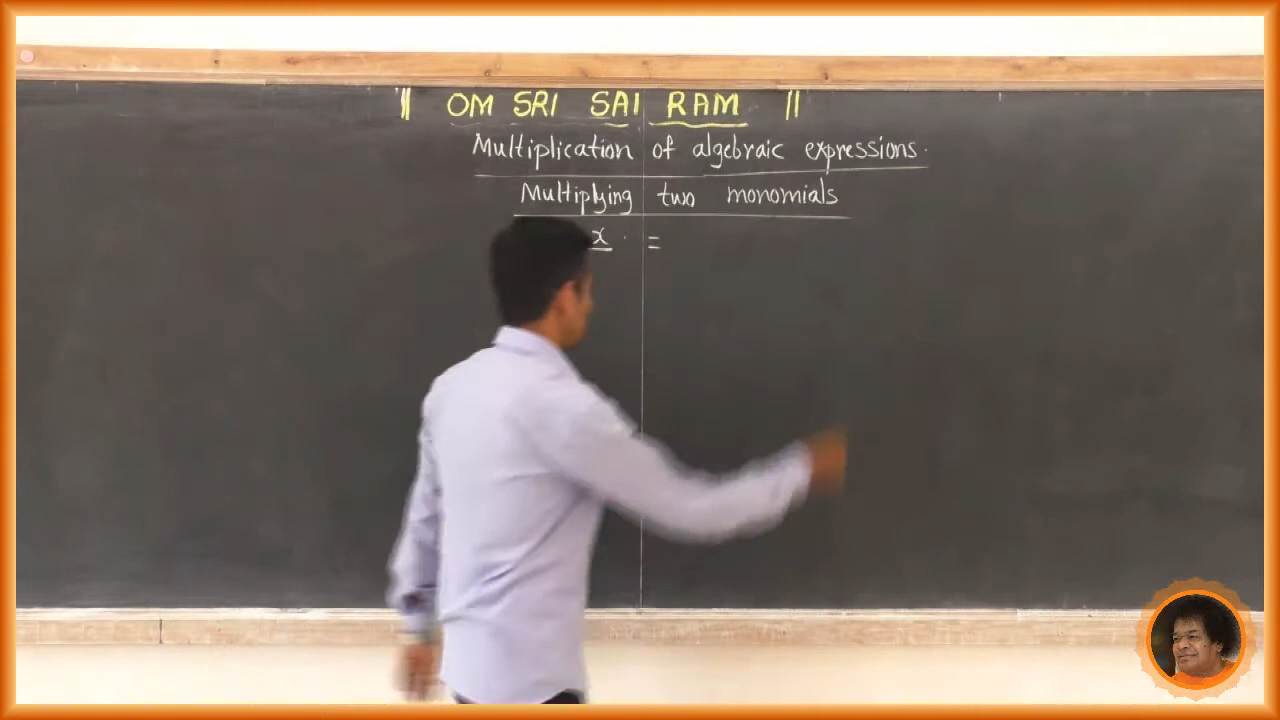 || OM SRI SAI RAM ||
Multiplication of algebraic expressions.
Multiplying two monomials
x . =